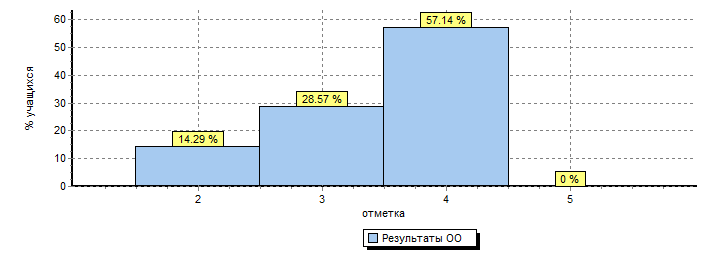 % учащихся
60
50
40
30
20
10
0
14.29 %
28.57 %
57.14 %
0 %
2 3 4 5
отметка
Результаты ОО